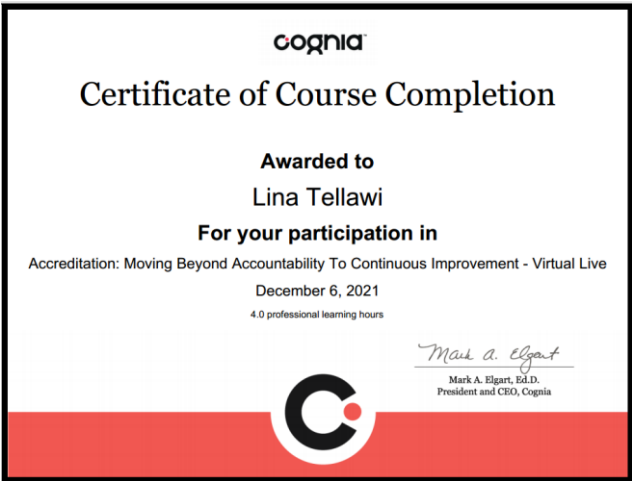 cognia
Certificate of Course Completion
Awarded to
Lina Tellawi
For your participation in
Accreditation: Moving Beyond Accountability To Continuous Improvement - Virtual Live
December 6, 2021
4.0 professional learning hours
Mark A. Elgart
Mark A. Elgart, Ed.D.
President and CEO, Cognia